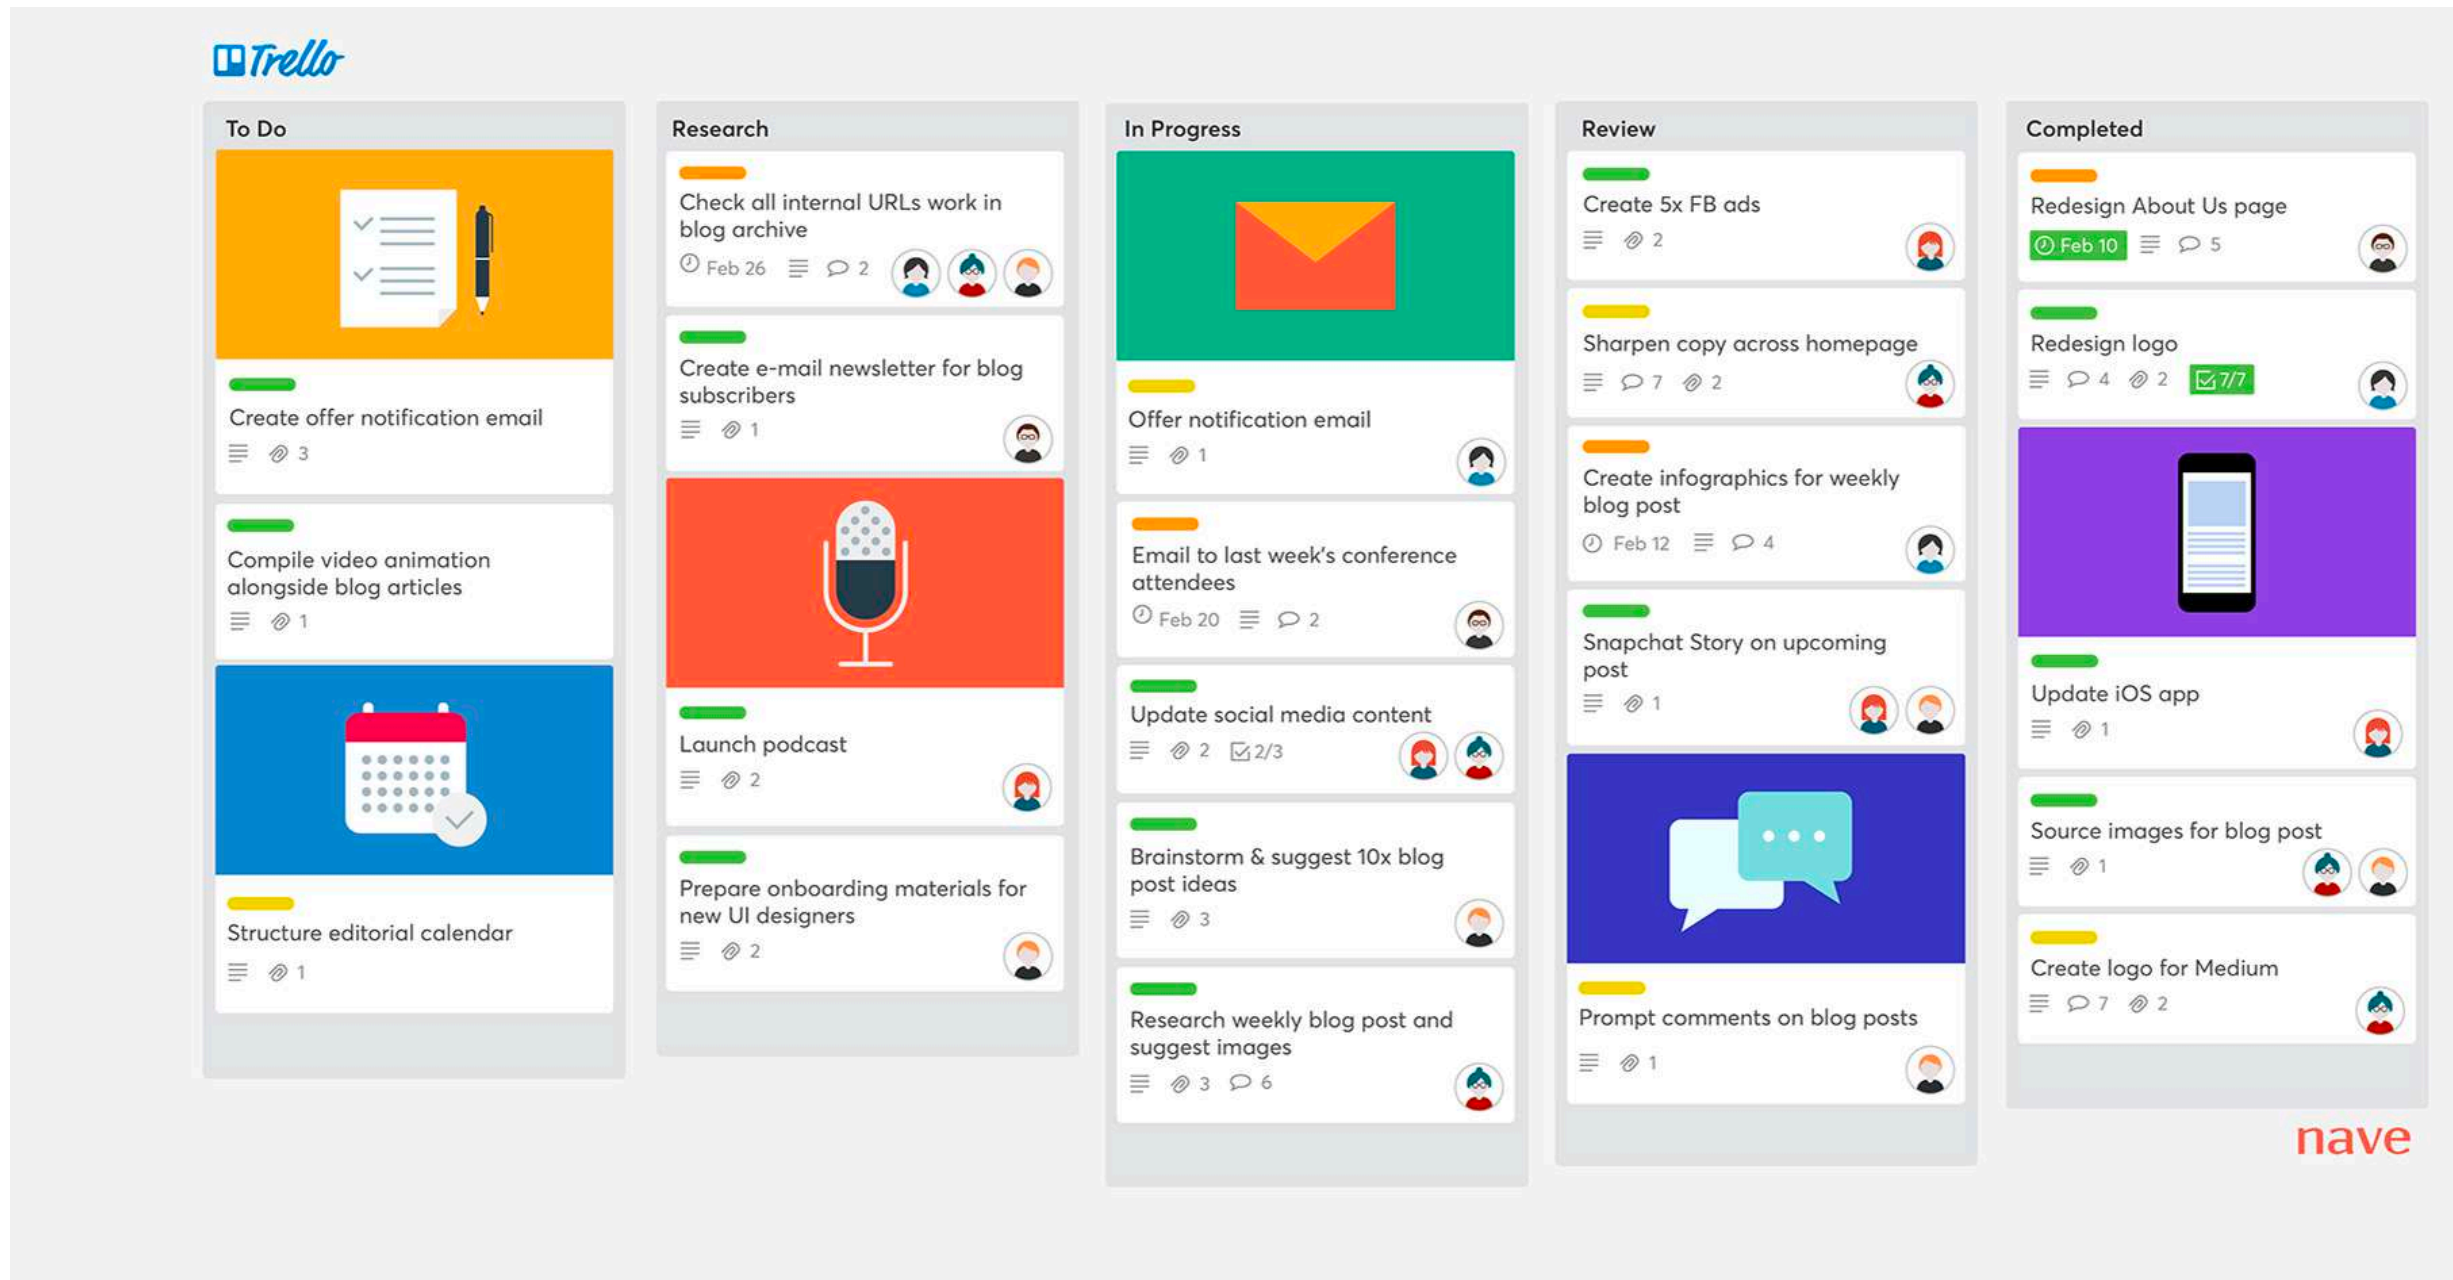 Trello
To Do
Create offer notification email
3
Compile video animation
alongside blog articles
1
Structure editorial calendar
1
Research
Check all internal URLs work in
blog archive
Feb 26 2
Create e-mail newsletter for blog
subscribers
1
Launch podcast
2
Prepare onboarding materials for
new UI designers
2
In Progress
Offer notification email
1
Email to last week's conference
attendees
Feb 20 2
Update social media content
2 2/3
Brainstorm & suggest 10x blog
post ideas
3
Research weekly blog post and
suggest images
3 6
Review
Create 5x FB ads
2
Sharpen copy across homepage
7 2
Create infographics for weekly
blog post
Feb 12 4
Snapchat Story on upcoming
post
1
Prompt comments on blog posts
1
Completed
Redesign About Us page
Feb 10 5
Redesign logo
4 2 7/7
Update iOS app
1
Source images for blog post
1
Create logo for Medium
7 2
nave